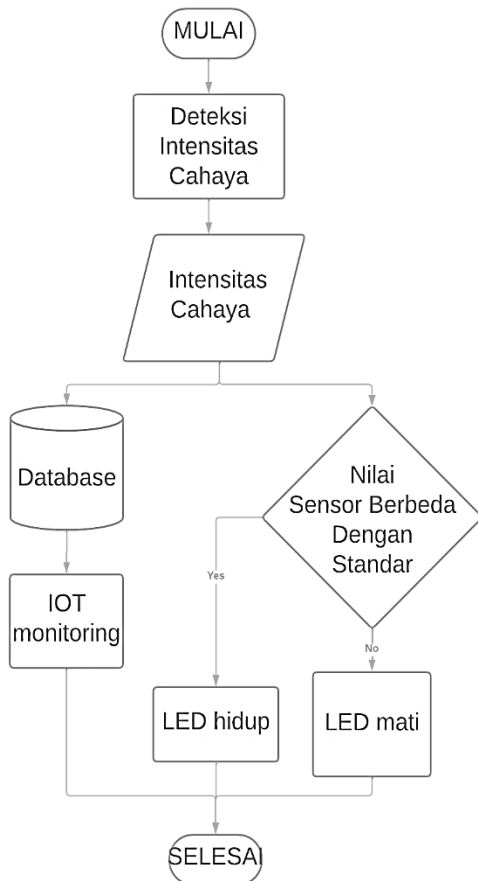 MULAI
Deteksi
Intensitas
Cahaya
Intensitas
Cahaya
Database
Nilai
Sensor Berbeda
Dengan
Standar
Yes
IOT
monitoring
No
LED hidup
LED mati
SELESAI